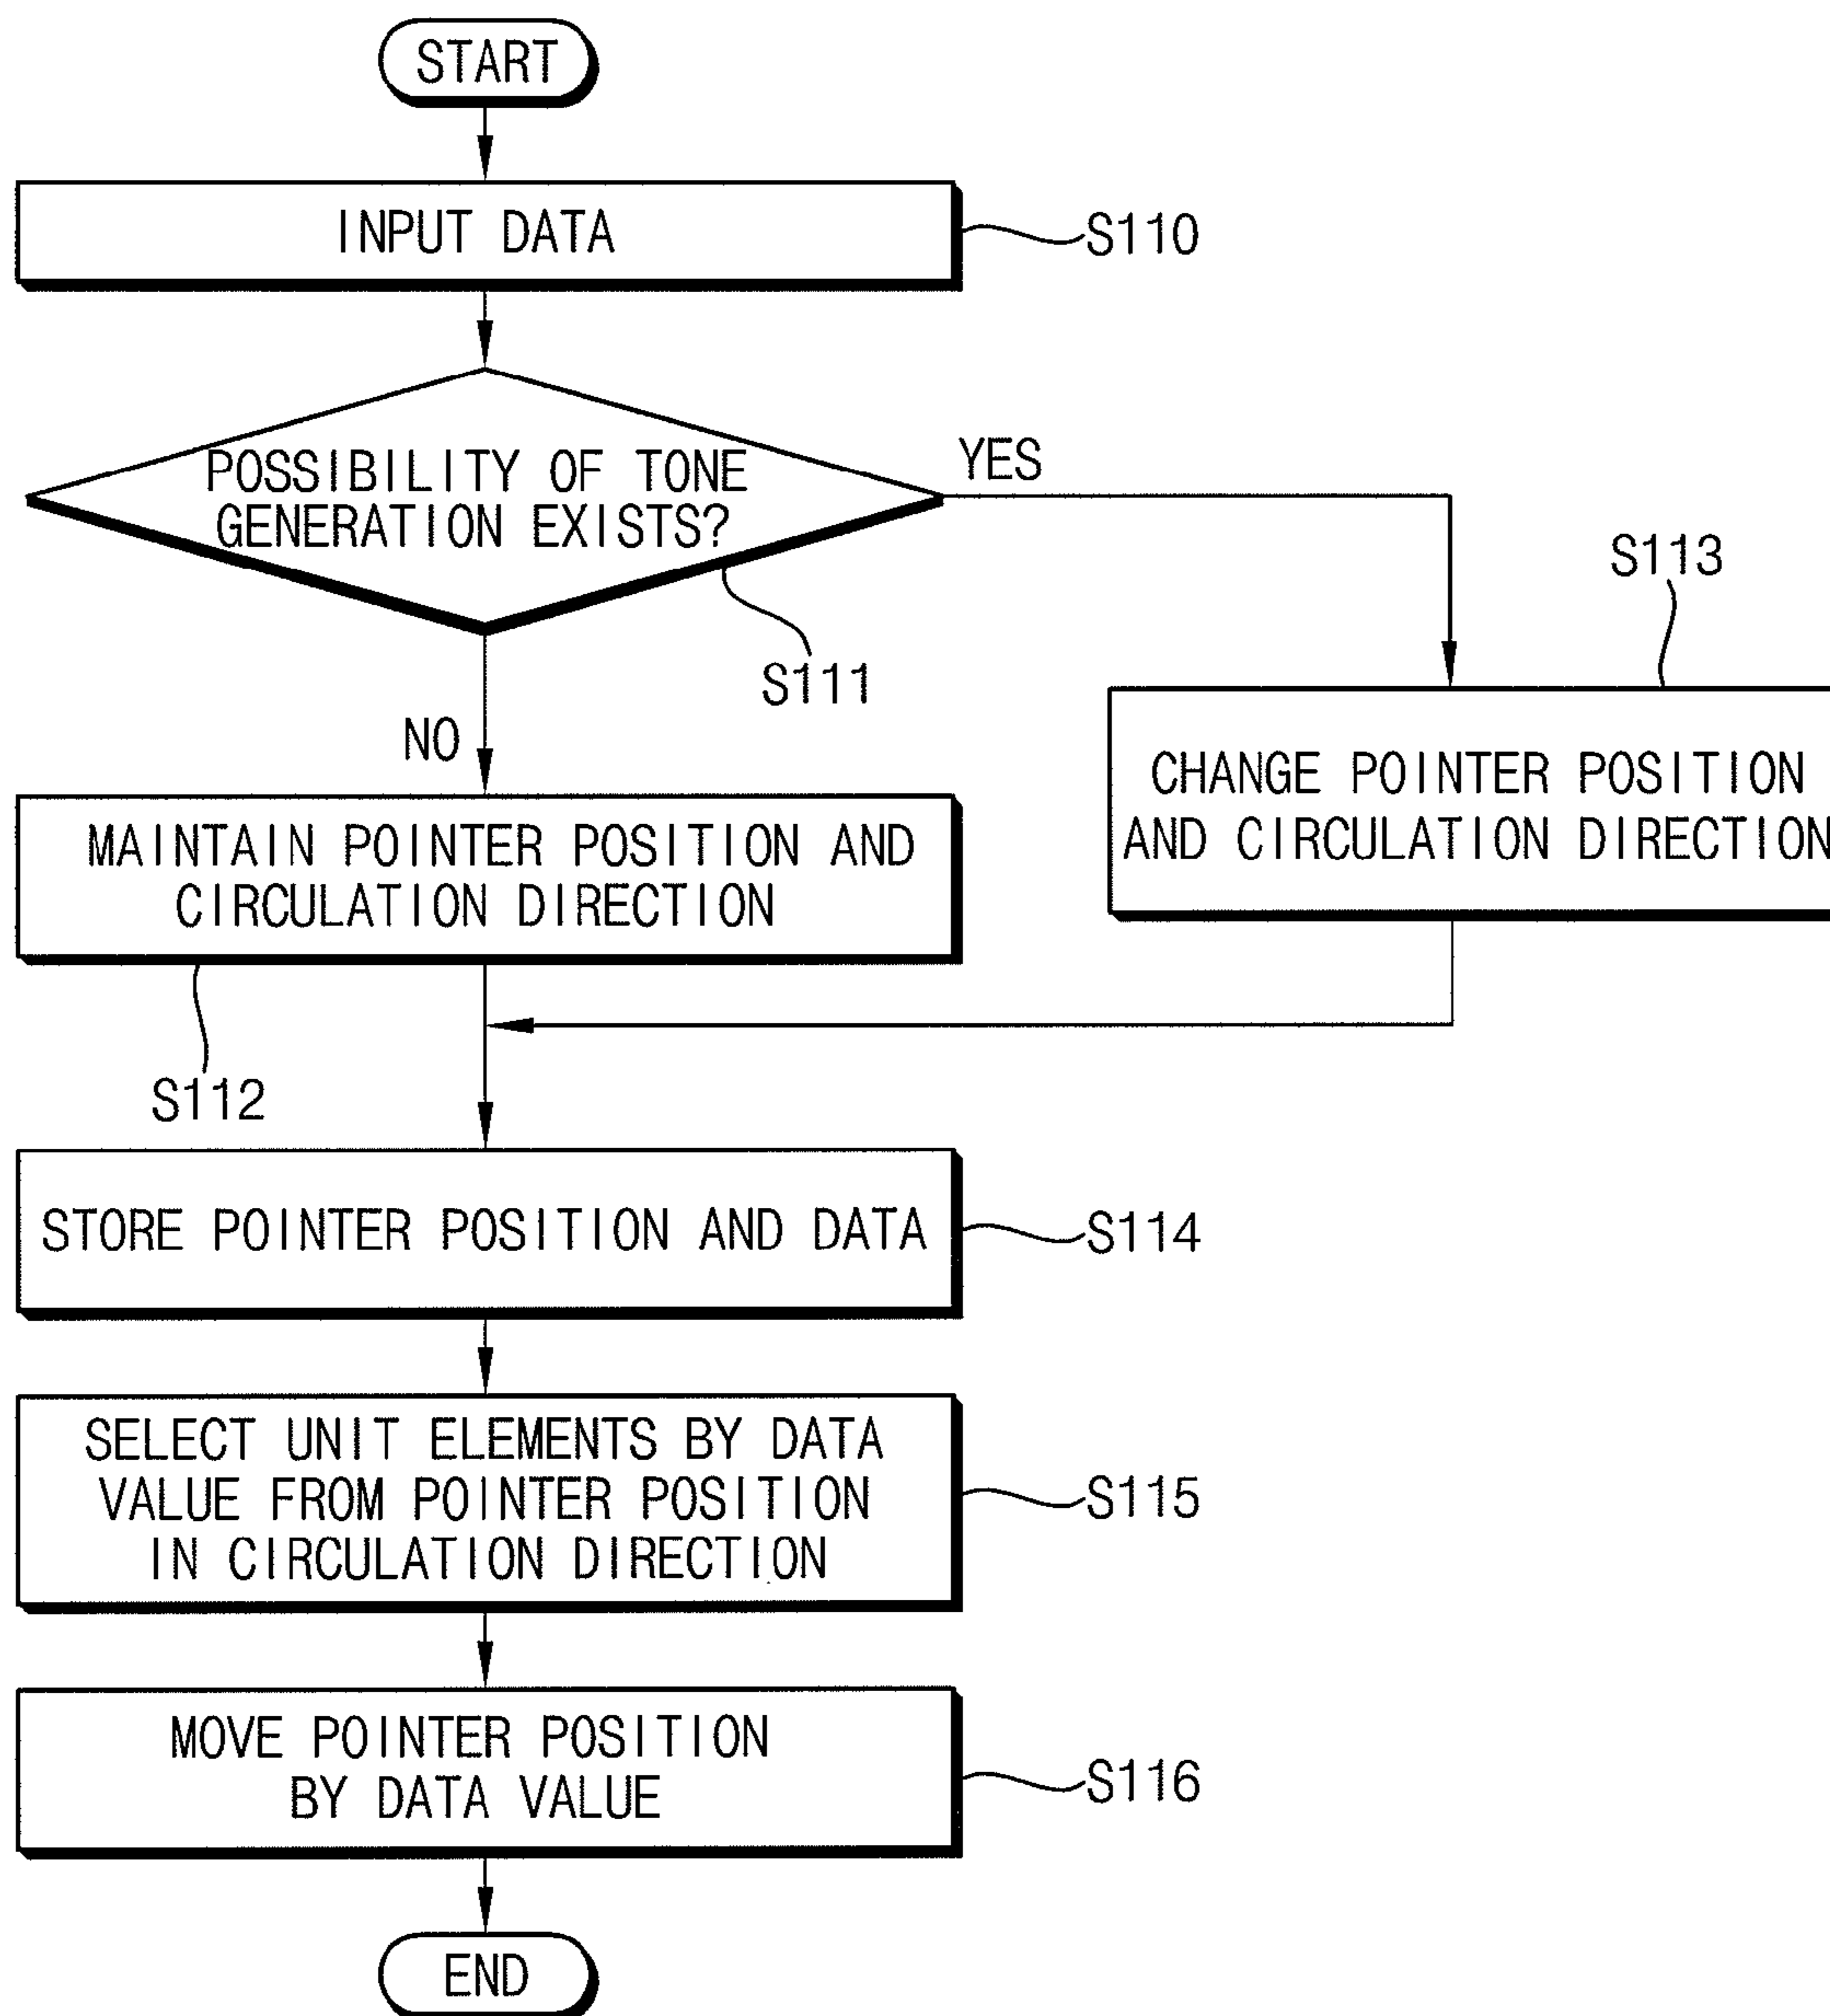 START
INPUT DATA
S110
POSSIBILITY OF TONE
GENERATION EXISTS?
YES
S111
S113
NO
CHANGE POINTER POSITION
AND CIRCULATION DIRECTION
MAINTAIN POINTER POSITION AND
CIRCULATION DIRECTION
S112
STORE POINTER POSITION AND DATA
S114
SELECT UNIT ELEMENTS BY DATA
VALUE FROM POINTER POSITION
IN CIRCULATION DIRECTION
S115
MOVE POINTER POSITION
BY DATA VALUE
S116
END